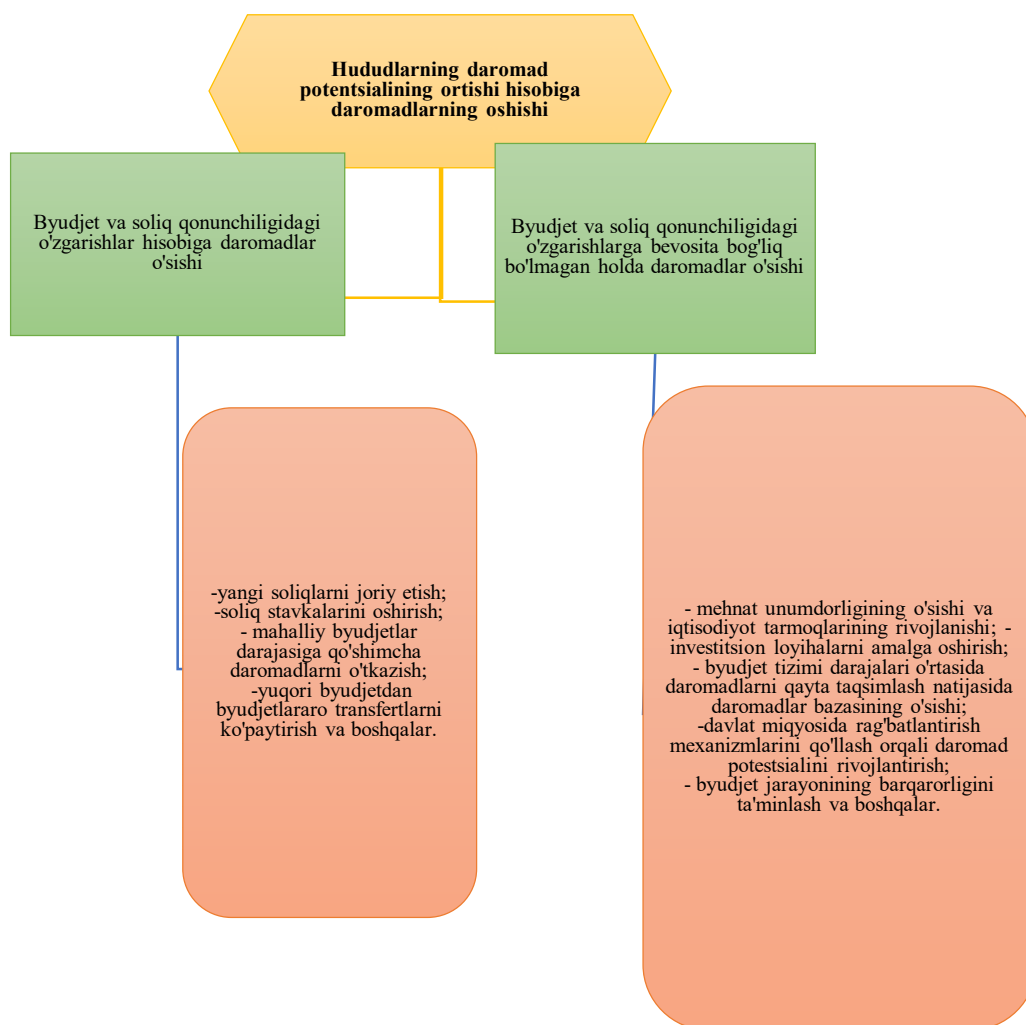 Hududlarning daromad
potentsialining ortishi hisobiga
daromadlarning oshishi
Byudjet va soliq qonunchiligidagi
o'zgarishlar hisobiga daromadlar
o'sishi
Byudjet va soliq qonunchiligidagi
o'zgarishlarga bevosita bog'liq
bo'lmagan holda daromadlar o'sishi
-yangi soliqlarni joriy etish;
-soliq stavkalarini oshirish;
- mahalliy byudjetlar
darajasiga qo'shimcha
daromadlarni o'tkazish;
-yuqori byudjetdan
byudjetlararo transfertlarni
ko'paytirish va boshqalar.
- mehnat unumdorligining o'sishi va
iqtisodiyot tarmoqlarining rivojlanishi; -
investitsion loyihalarni amalga oshirish;
- byudjet tizimi darajalari o'rtasida
daromadlarni qayta taqsimlash natijasida
daromadlar bazasining o'sishi;
-davlat miqyosida rag'batlantirish
mexanizmlarini qo'llash orqali daromad
potestsialini rivojlantirish;
- byudjet jarayonining barqarorligini
ta'minlash va boshqalar.